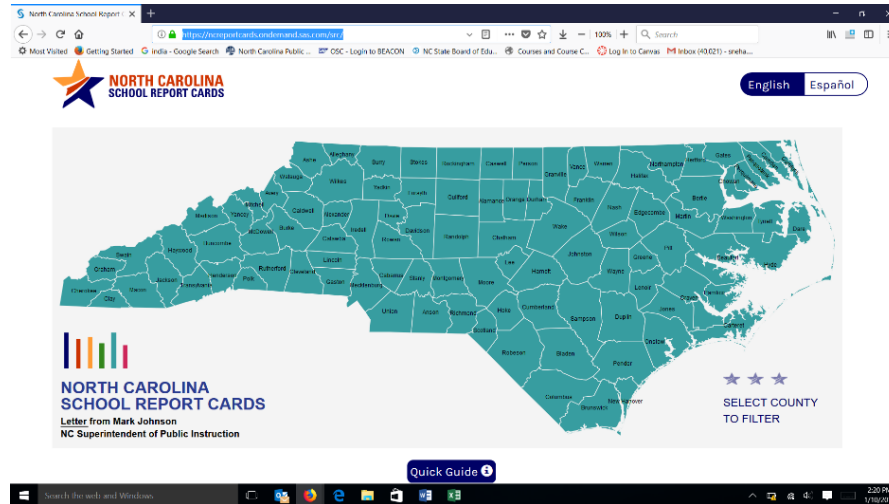 North Carolina School Report C
https://ncreportcards.ondemand.sas.com/src/
100%
Search
Most Visited
Getting Started
india - Google Search
North Carolina Public ...
OSC - Login to BEACON
NC State Board of Edu...
Courses and Course C...
Log In to Canvas
NORTH CAROLINA
SCHOOL REPORT CARDS
English
Español
Ashe
Alleghany
Surry
Stokes
Rockingham
Caswell
Person
Granville
Vance
Warren
Northampton
Hertford
Gates
Watauga
Wilkes
Yadkin
Forsyth
Guilford
Alamance
Orange
Durham
Franklin
Halifax
Bertie
Avery
Mitchell
Caldwell
Alexander
Iredell
Davidson
Randolph
Chatham
Wake
Nash
Edgecombe
Martin
Washington
Tyrrell
Dare
Madison
Yancey
McDowell
Burke
Catawba
Rowan
Johnston
Wilson
Pitt
Beaufort
Hyde
Haywood
Buncombe
Rutherford
Cleveland
Lincoln
Gaston
Mecklenburg
Cabarrus
Stanly
Montgomery
Moore
Lee
Harnett
Wayne
Greene
Lenoir
Craven
Swain
Graham
Cherokee
Clay
Macon
Jackson
Transylvania
Henderson
Polk
Union
Anson
Richmond
Hoke
Cumberland
Sampson
Duplin
Jones
Carteret
Scotland
Robeson
Bladen
Pender
Onslow
Columbus
Brunswick
New Hanover
NORTH CAROLINA
SCHOOL REPORT CARDS
Letter from Mark Johnson
NC Superintendent of Public Instruction
SELECT COUNTY
TO FILTER
Quick Guide
Search the web and Windows
2:20 PM